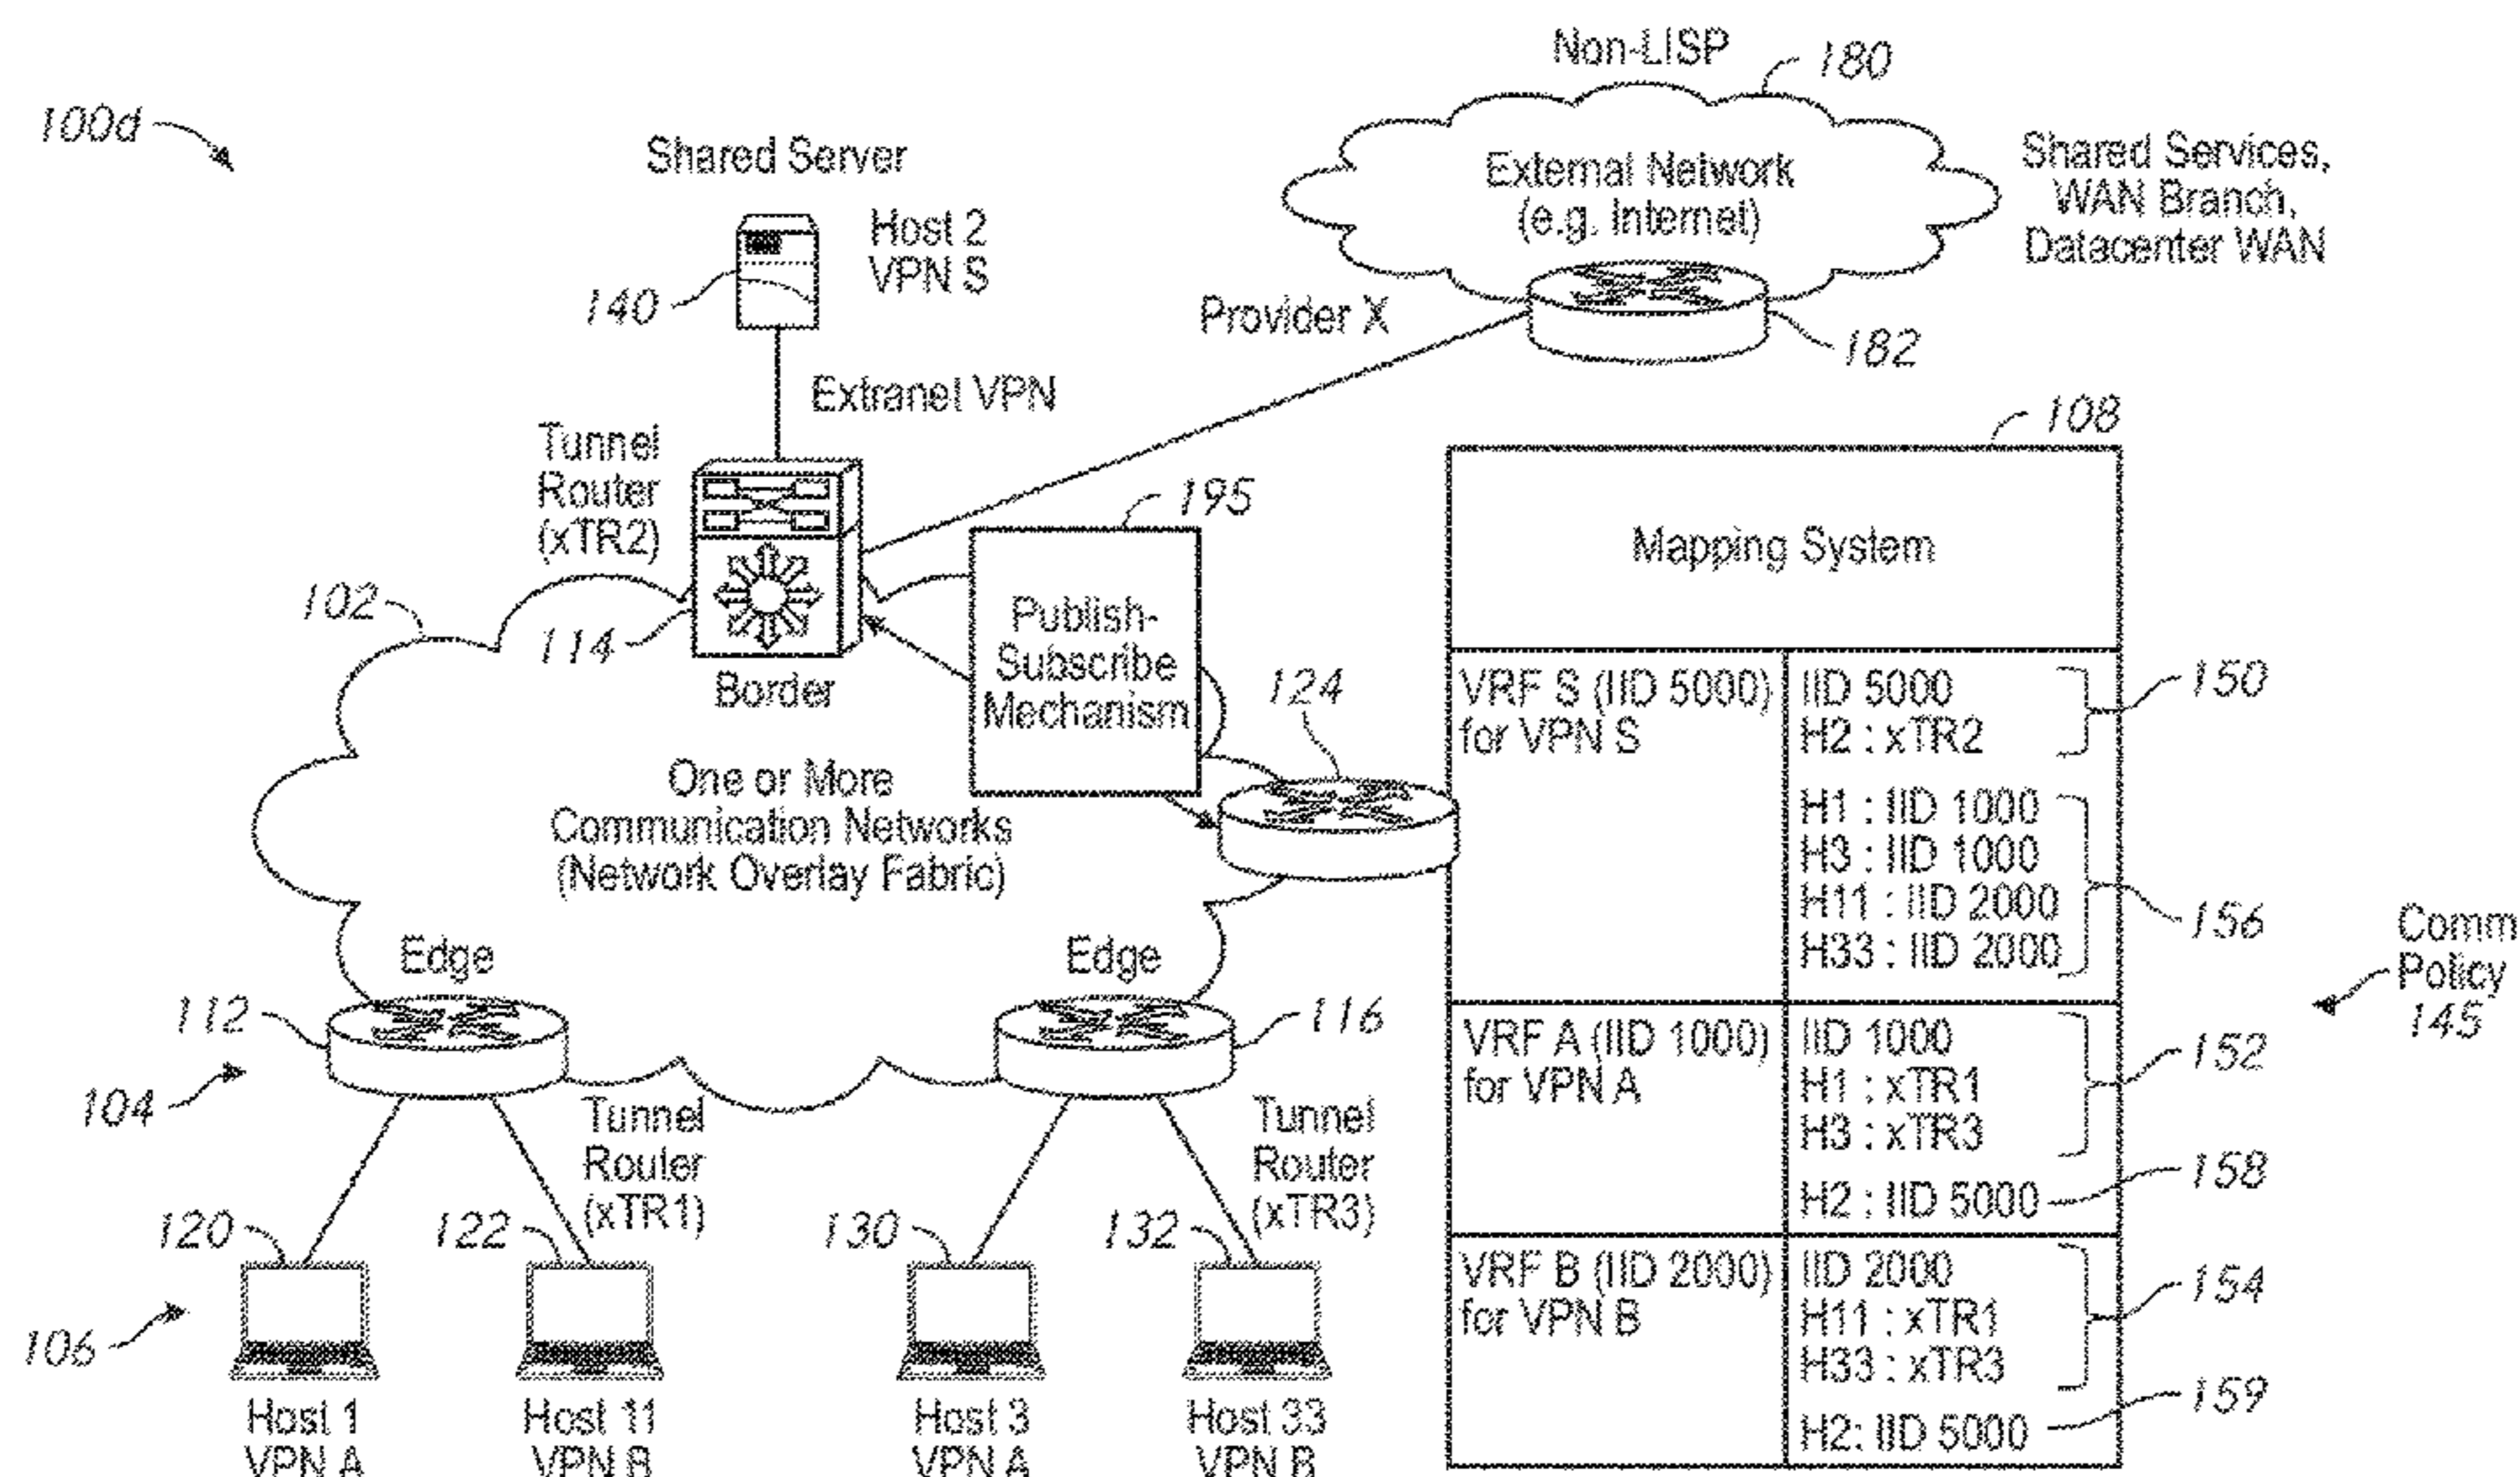 100d
Non-LISP
180
External Network
(e.g. Internet)
Shared Services,
WAN Branch,
Datacenter WAN
Shared Server
Host 2
VPN S
140
Provider X
182
Extranet VPN
Tunnel
Router
(xTR2)
114
Border
102
195
Publish-
Subscribe
Mechanism
124
One or More
Communication Networks
(Network Overlay Fabric)
Edge
112
104
Tunnel
Router
(xTR1)
Edge
116
Tunnel
Router
(xTR3)
106
120
Host 1
VPN A
122
Host 11
VPN B
130
Host 3
VPN A
132
Host 33
VPN B
108
Mapping System
VRF S (IID 5000)
for VPN S
IID 5000
H2 : xTR2
150
H1 : IID 1000
H3 : IID 1000
H11 : IID 2000
H33 : IID 2000
156
VRF A (IID 1000)
for VPN A
IID 1000
H1 : xTR1
H3 : xTR3
152
H2 : IID 5000
158
VRF B (IID 2000)
for VPN B
IID 2000
H11 : xTR1
H33 : xTR3
154
H2: IID 5000
159
Comm
Policy
145